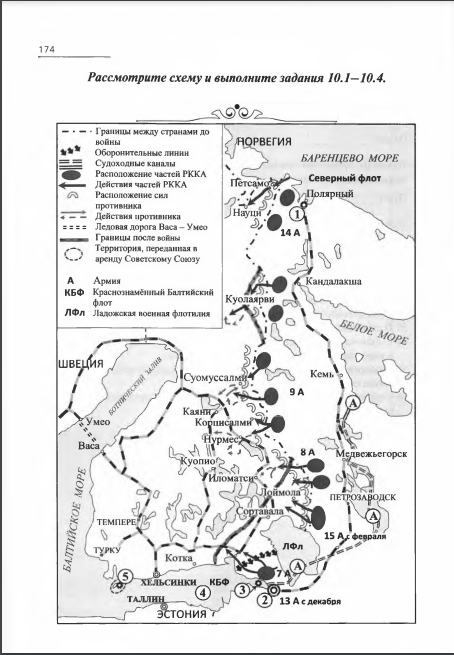 174
Рассмотрите схему и выполните задания 10.1–10.4.
Границы между странами до
войны
Оборонительные линии
Судоходные каналы
Расположение частей РККА
Действия частей РККА
Расположение сил
противника
Действия противника
Ледовая дорога Васа – Умео
Границы после войны
Территория, переданная в
аренду Советскому Союзу
А Армия
КБФ Краснознамённый Балтийский
флот
ЛФл Ладожская военная флотилия
НОРВЕГИЯ
БАРЕНЦЕВО МОРЕ
Северный флот
Петсамо
Полярный
Науци
1
14 А
Кандалакша
Куолаярви
БЕЛОЕ МОРЕ
ШВЕЦИЯ
БОТНИЧЕСКИЙ ЗАЛИВ
Суомуссалми
Кемь
9 А
А
Каяни
Умео
Корписалми
Васа
Нурмес
Медвежьегорск
8 А
Куопио
Иломатси
ПЕТРОЗАВОДСК
Лоймола
БАЛТИЙСКОЕ МОРЕ
Сортавала
А
ТЕМПЕРЕ
15 А с февраля
ТУРКУ
ЛФл
Котка
А
7 А
5
ХЕЛЬСИНКИ
КБФ
4
3
2
13 А с декабря
ТАЛЛИН
ЭСТОНИЯ